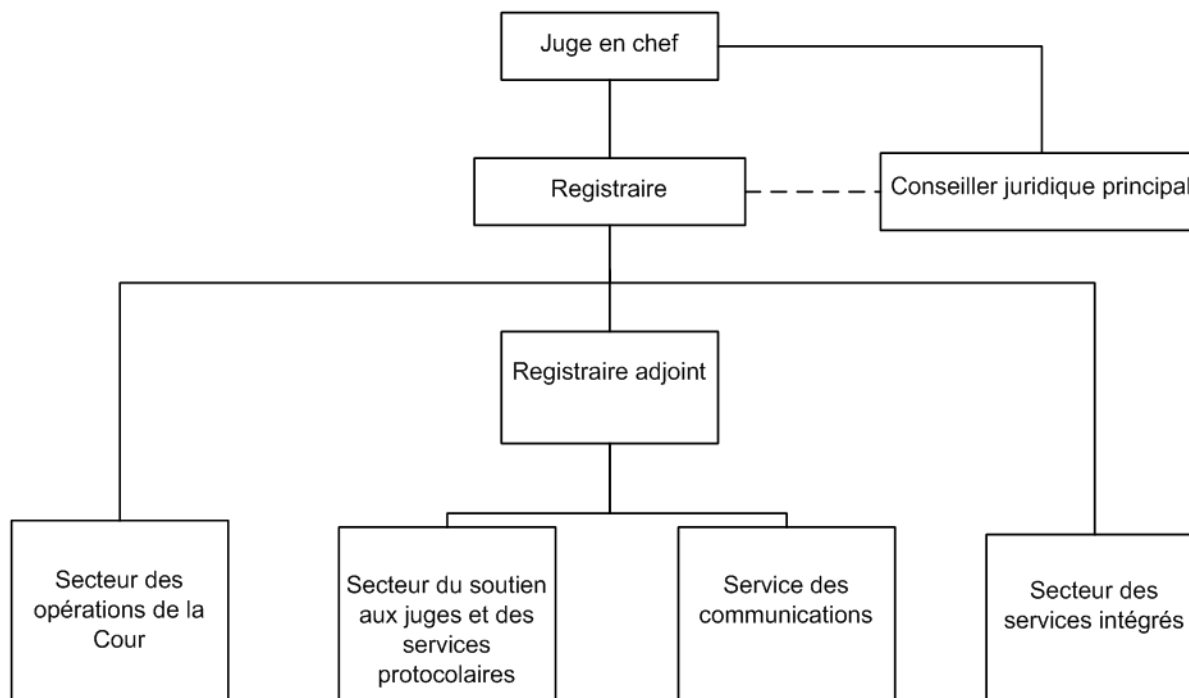 Juge en chef
Registraire
Conseiller juridique principal
Registraire adjoint
Secteur des
opérations de la
Cour
Secteur du soutien
aux juges et des
services
protocolaires
Service des
communications
Secteur des
services intégrés